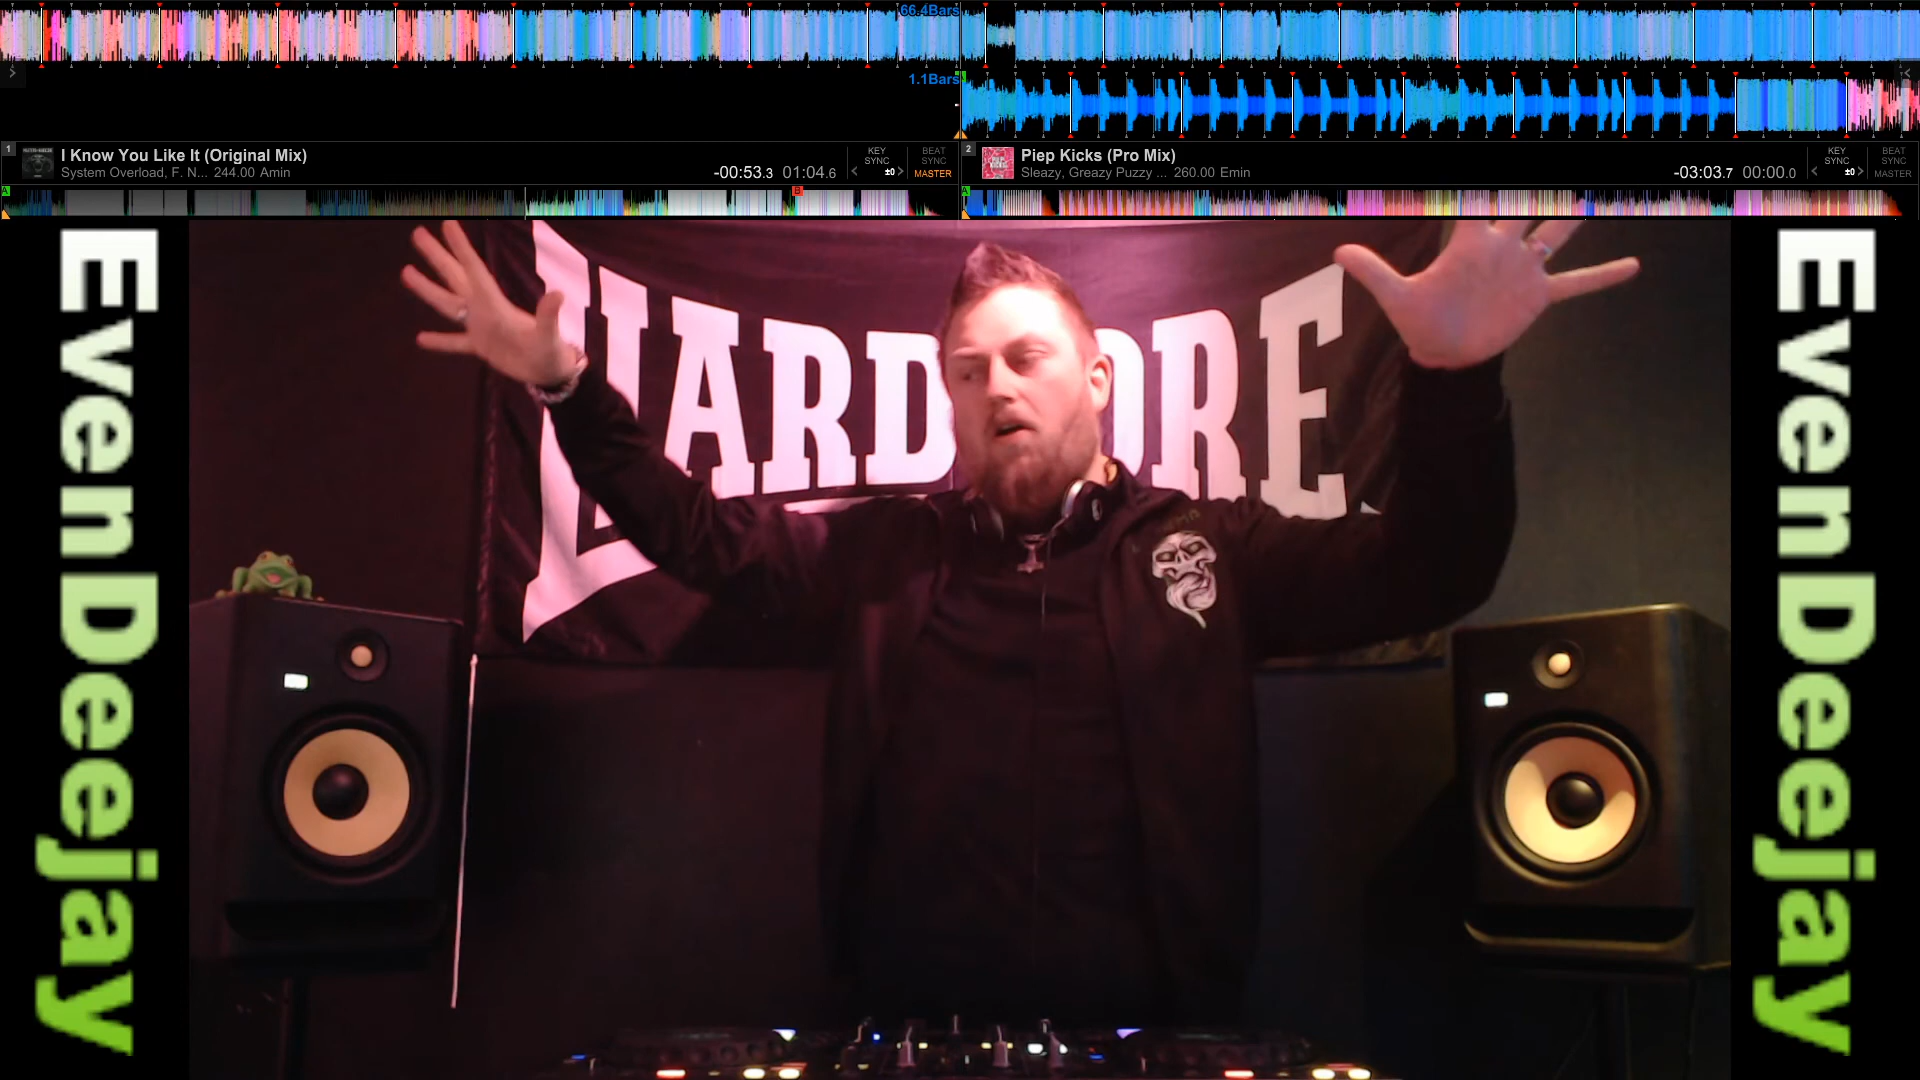 66.4Bars
1.1Bars
1
I Know You Like It (Original Mix)
System Overload, F. N... 244.00 Amin
-00:53.3 01:04.6
KEY SYNC
±0
BEAT SYNC
MASTER
2
Piep Kicks (Pro Mix)
Sleazy, Greazy Puzzy ... 260.00 Emin
-03:03.7 00:00.0
KEY SYNC
±0
BEAT SYNC
MASTER
A
B
A
EvenDeejay
HARDCORE
EvenDeejay